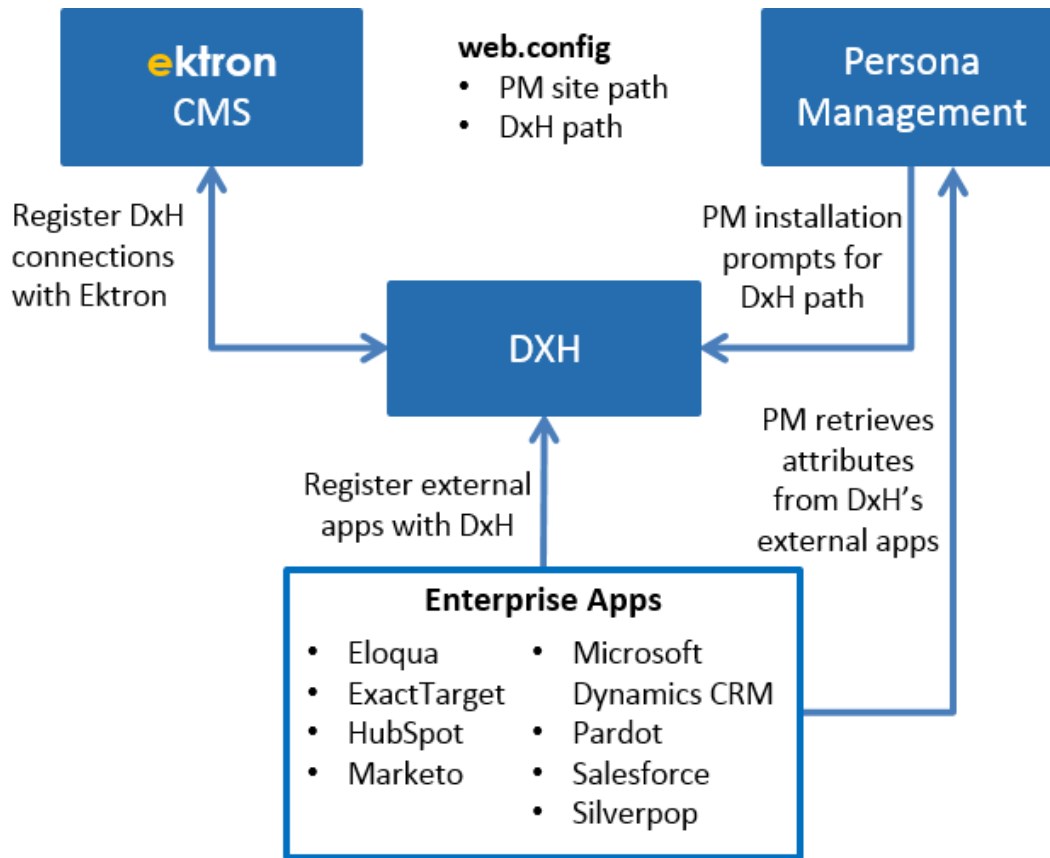 ektron
CMS
web.config
• PM site path
• DxH path
Persona
Management
Register DxH
connections
with Ektron
PM installation
prompts for
DxH path
DXH
Register external
apps with DxH
PM retrieves
attributes
from DxH’s
external apps
Enterprise Apps
• Eloqua
• ExactTarget
• HubSpot
• Marketo
• Microsoft
Dynamics CRM
• Pardot
• Salesforce
• Silverpop